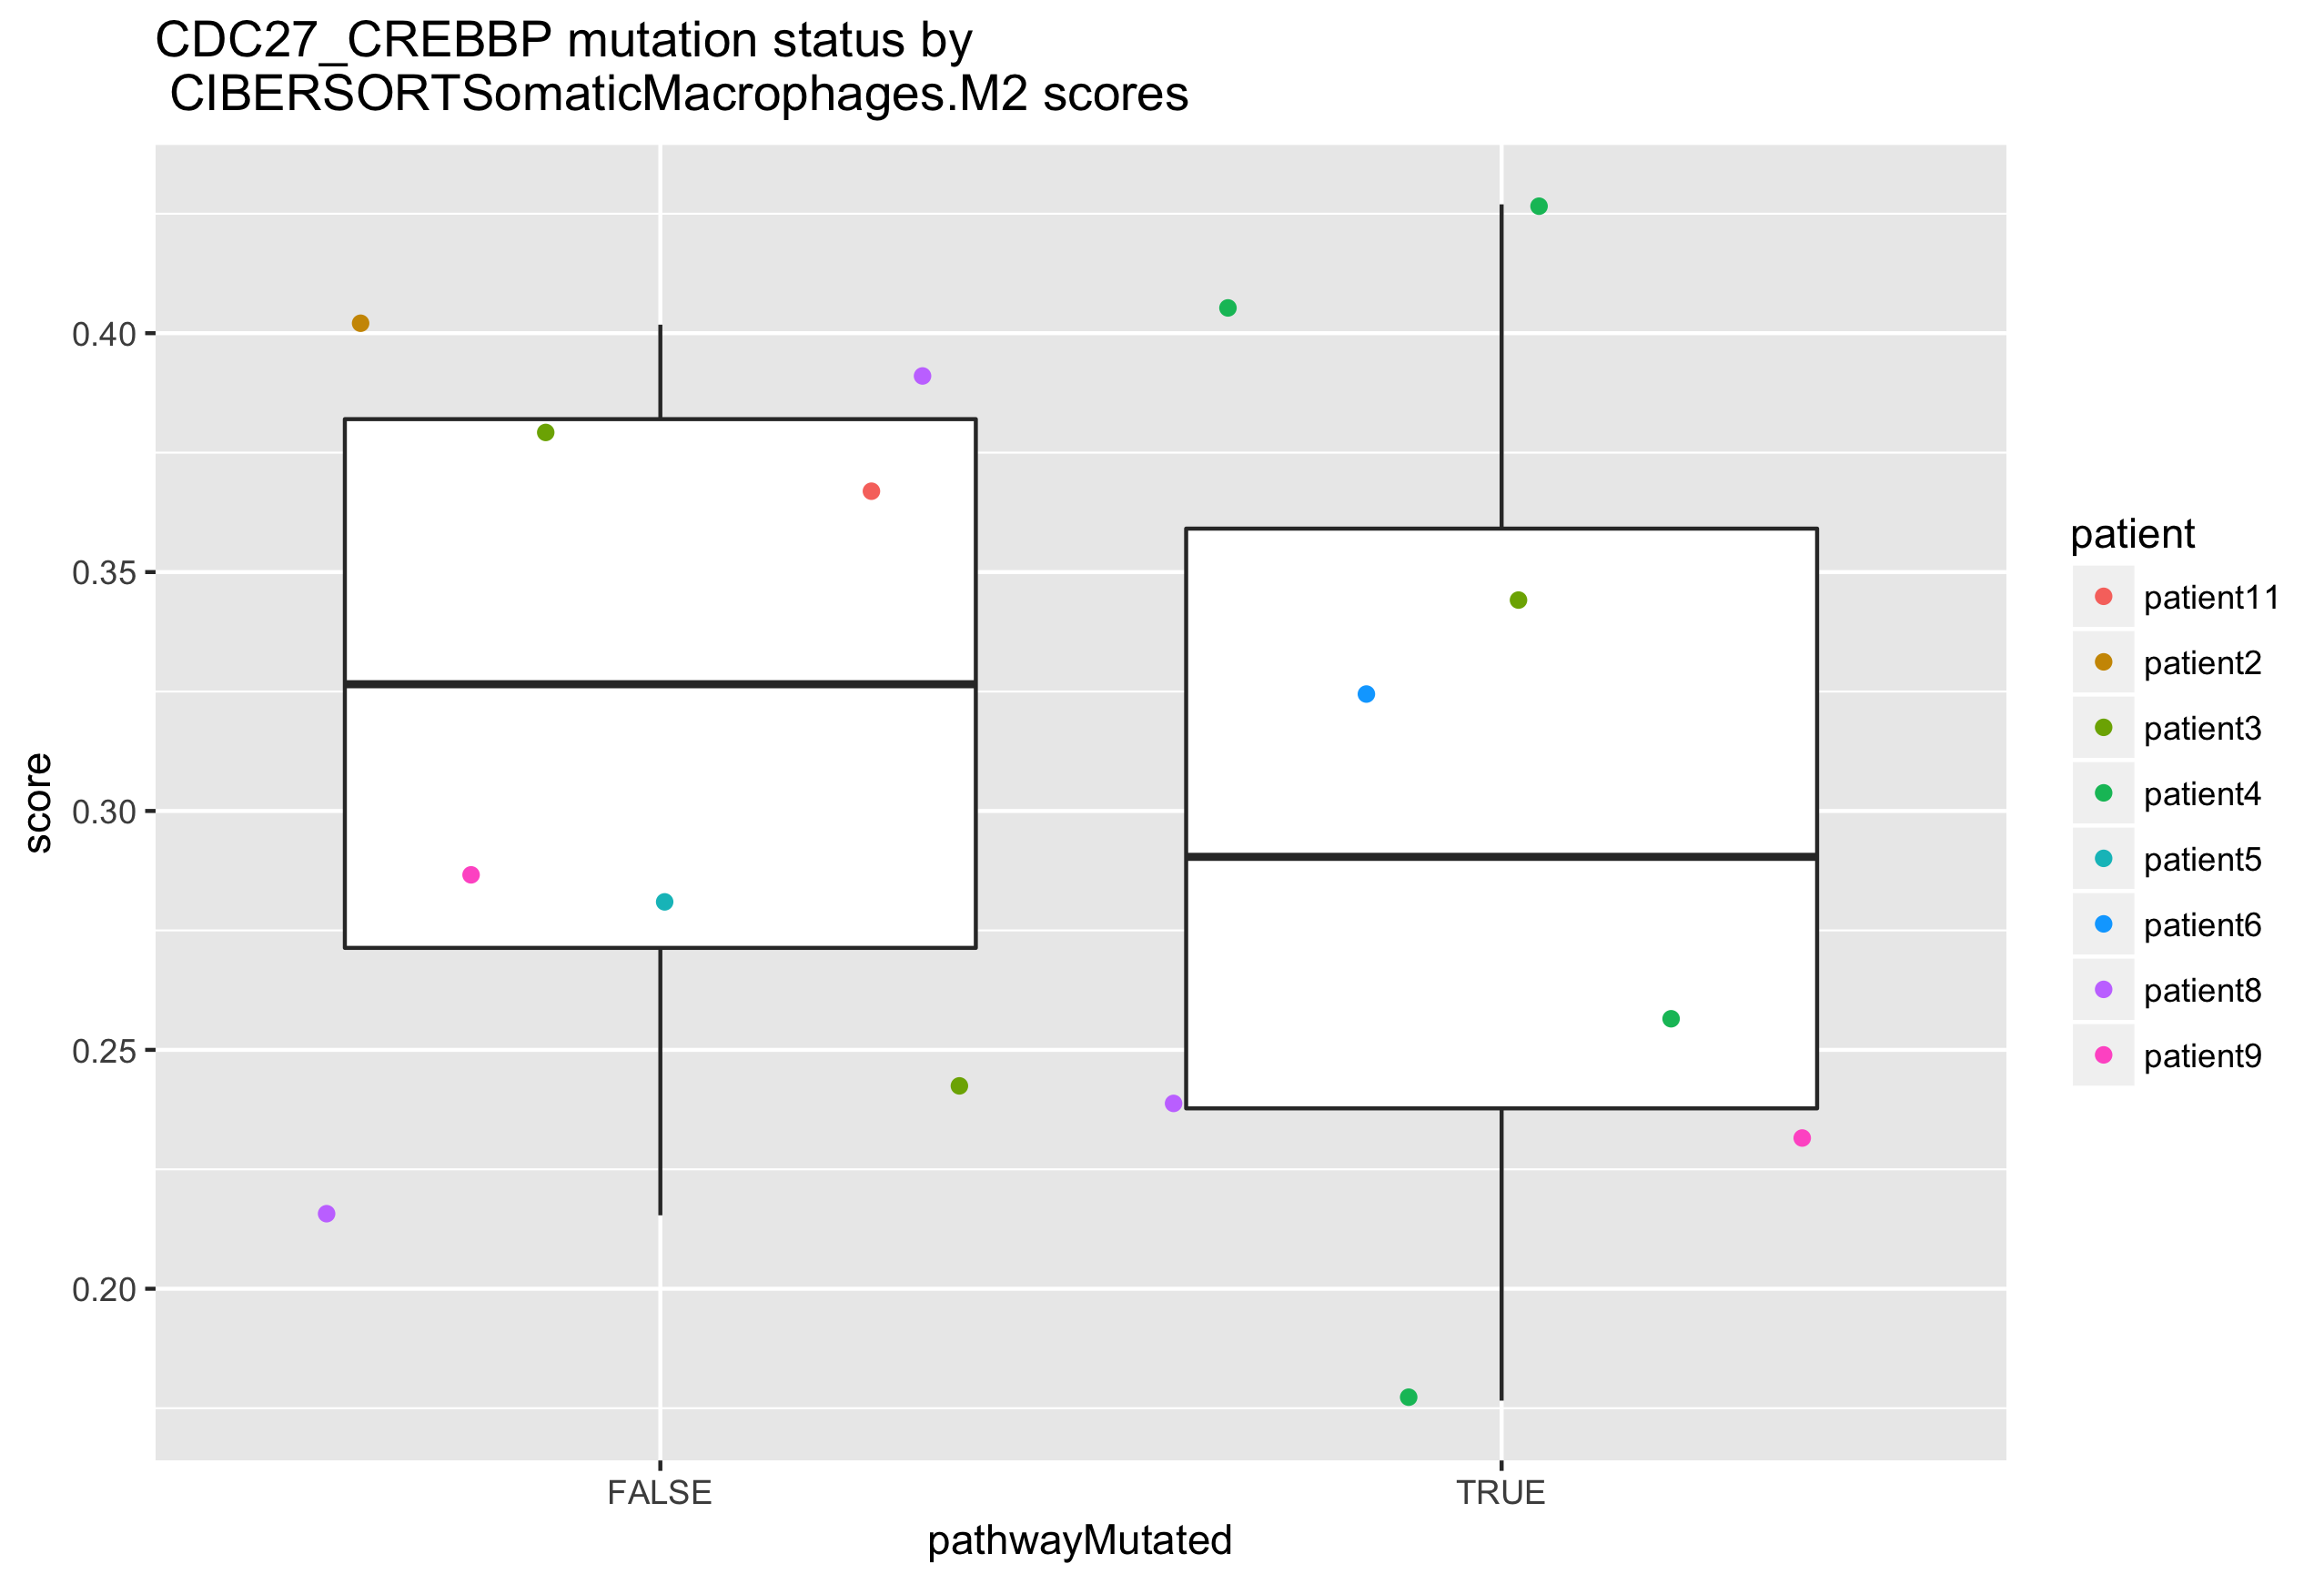 CDC27_CREBBP mutation status by
CIBERSORTSomaticMacrophages.M2 scores
score
0.40
0.35
0.30
0.25
0.20
FALSE
TRUE
pathwayMutated
patient
patient11
patient2
patient3
patient4
patient5
patient6
patient8
patient9